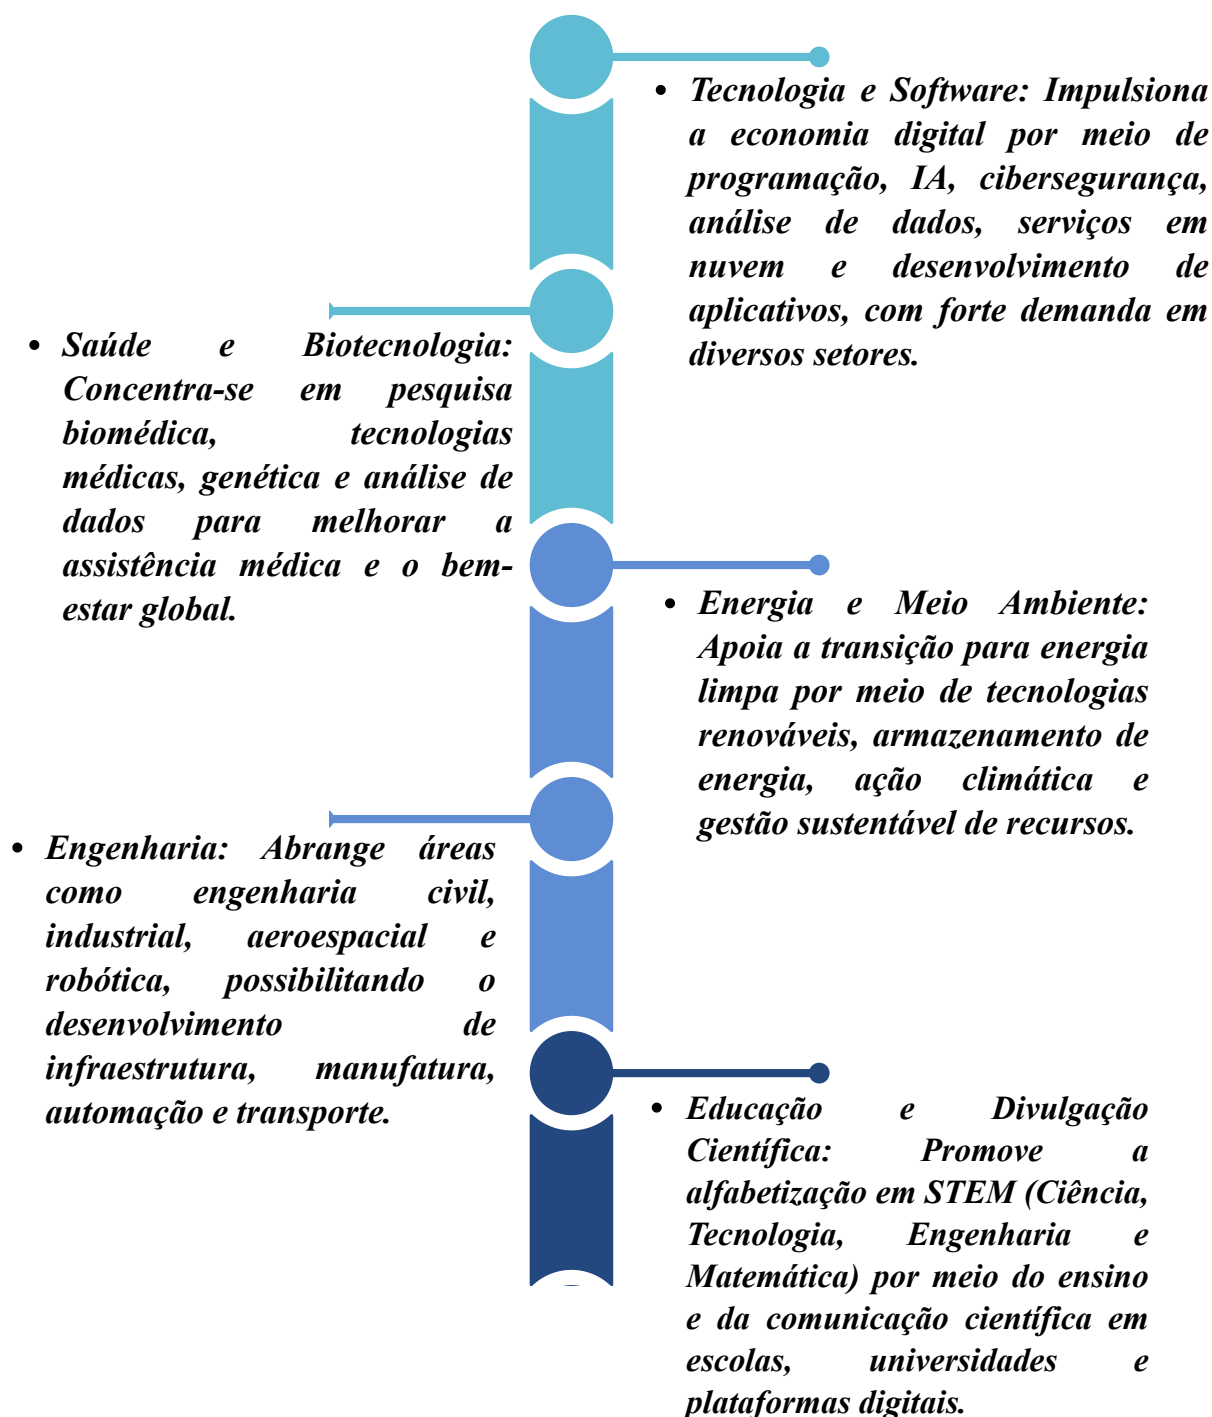 • Tecnologia e Software: Impulsiona
a economia digital por meio de
programação, IA, cibersegurança,
análise de dados, serviços em
nuvem e desenvolvimento de
aplicativos, com forte demanda em
diversos setores.
• Saúde e Biotecnologia:
Concentra-se em pesquisa
biomédica, tecnologias
médicas, genética e análise de
dados para melhorar a
assistência médica e o bem-
estar global.
• Energia e Meio Ambiente:
Apoia a transição para energia
limpa por meio de tecnologias
renováveis, armazenamento de
energia, ação climática e
gestão sustentável de recursos.
• Engenharia: Abrange áreas
como engenharia civil,
industrial, aeroespacial e
robótica, possibilitando o
desenvolvimento de
infraestrutura, manufatura,
automação e transporte.
• Educação e Divulgação
Científica: Promove a
alfabetização em STEM (Ciência,
Tecnologia, Engenharia e
Matemática) por meio do ensino
e da comunicação científica em
escolas, universidades e
plataformas digitais.